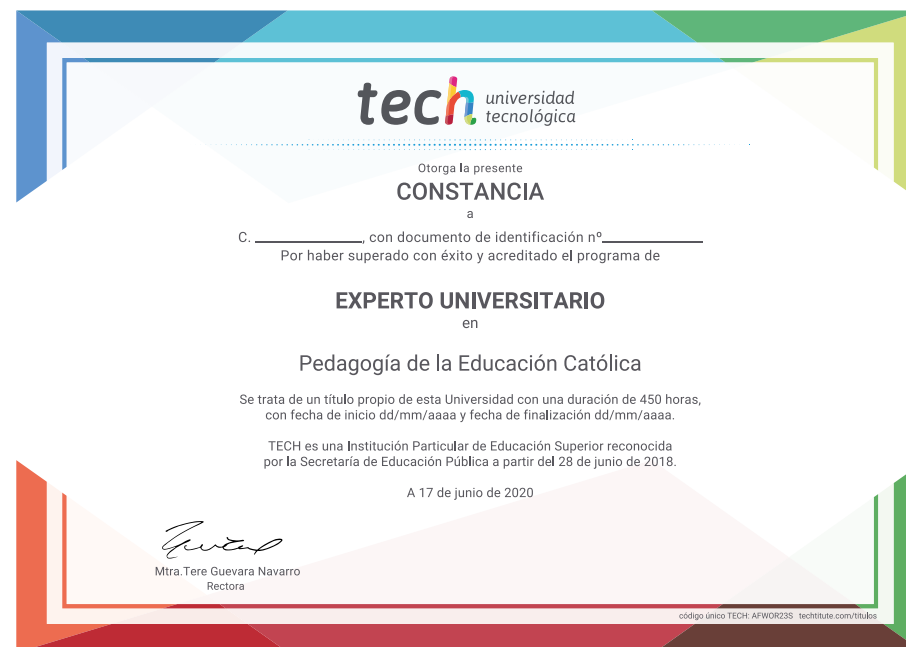 tech universidad
tecnológica
Otorga la presente
CONSTANCIA
a
C. ____________, con documento de identificación nº____________
Por haber superado con éxito y acreditado el programa de
EXPERTO UNIVERSITARIO
en
Pedagogía de la Educación Católica
Se trata de un título propio de esta Universidad con una duración de 450 horas,
con fecha de inicio dd/mm/aaaa y fecha de finalización dd/mm/aaaa.
TECH es una Institución Particular de Educación Superior reconocida
por la Secretaría de Educación Pública a partir del 28 de junio de 2018.
A 17 de junio de 2020
Mtra.Tere Guevara Navarro
Rectora
código único TECH: AFWOR23S techtitute.com/titulos